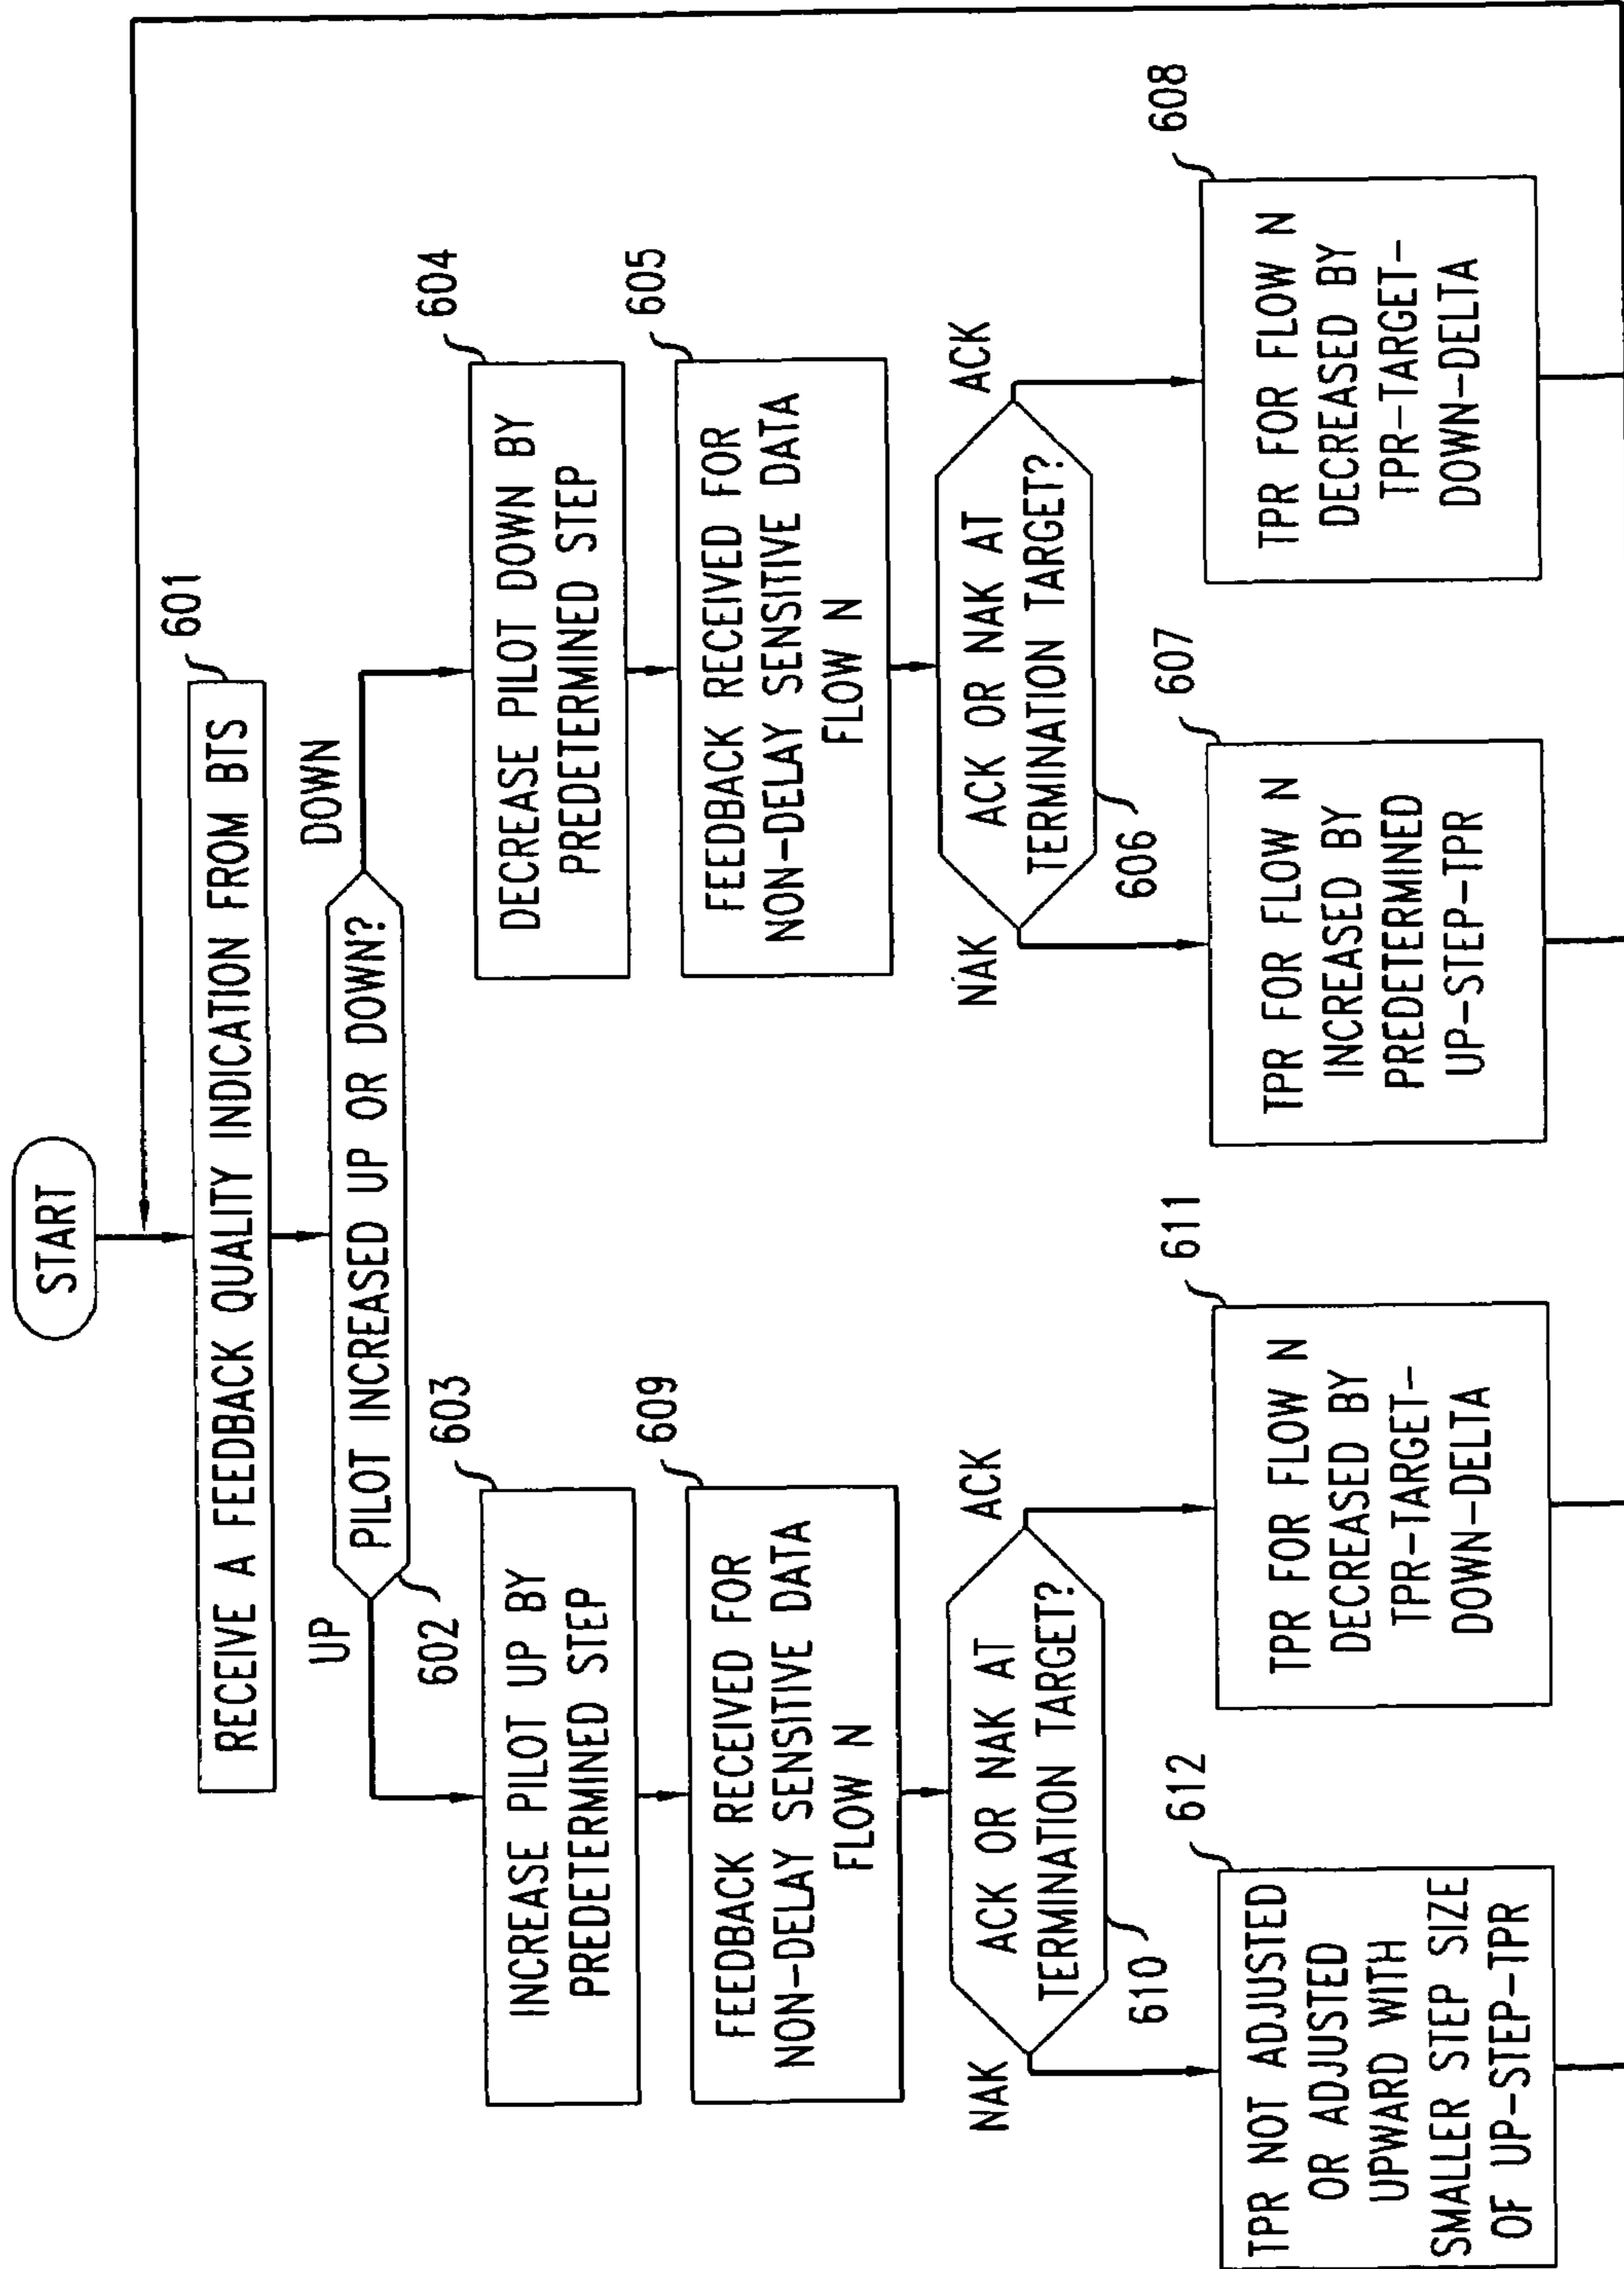 START
601
RECEIVE A FEEDBACK QUALITY INDICATION FROM BTS
602
PILOT INCREASED UP OR DOWN?
UP
DOWN
603
INCREASE PILOT UP BY
PREDETERMINED STEP
604
DECREASE PILOT DOWN BY
PREDETERMINED STEP
609
FEEDBACK RECEIVED FOR
NON-DELAY SENSITIVE DATA
FLOW N
605
FEEDBACK RECEIVED FOR
NON-DELAY SENSITIVE DATA
FLOW N
610
ACK OR NAK AT
TERMINATION TARGET?
NAK
ACK
606
ACK OR NAK AT
TERMINATION TARGET?
NAK
ACK
612
TPR NOT ADJUSTED
OR ADJUSTED
UPWARD WITH
SMALLER STEP SIZE
OF UP-STEP-TPR
611
TPR FOR FLOW N
DECREASED BY
TPR-TARGET-
DOWN-DELTA
607
TPR FOR FLOW N
INCREASED BY
PREDETERMINED
UP-STEP-TPR
608
TPR FOR FLOW N
DECREASED BY
TPR-TARGET-
DOWN-DELTA